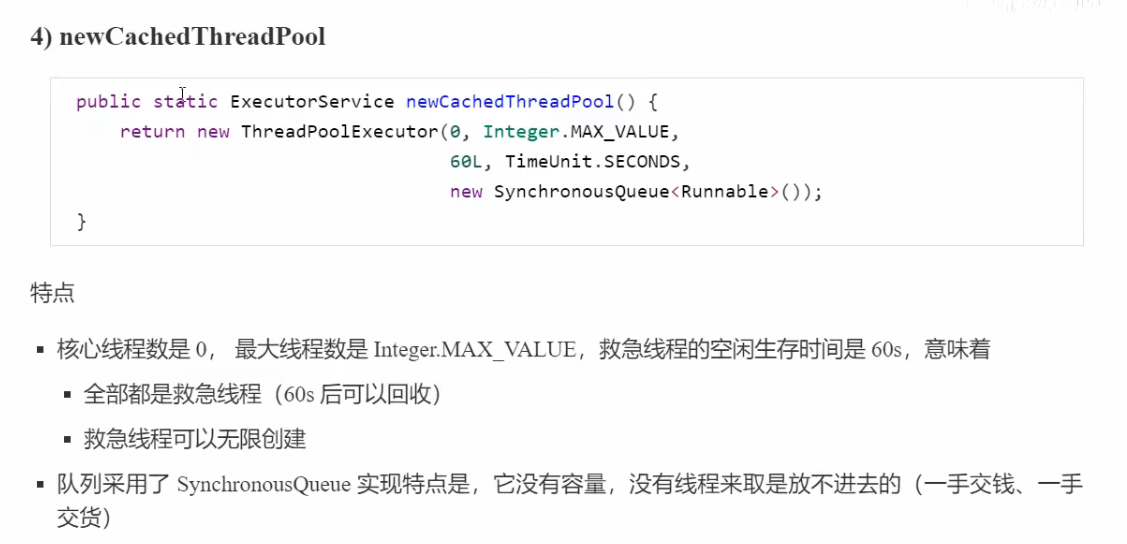 4) newCachedThreadPool
public static ExecutorService newCachedThreadPool() {
    return new ThreadPoolExecutor(0, Integer.MAX_VALUE,
                                  60L, TimeUnit.SECONDS,
                                  new SynchronousQueue<Runnable>());
}
特点
▪ 核心线程数是 0， 最大线程数是 Integer.MAX_VALUE，救急线程的空闲生存时间是 60s，意味着
▪ 全部都是救急线程（60s 后可以回收）
▪ 救急线程可以无限创建
▪ 队列采用了 SynchronousQueue 实现特点是，它没有容量，没有线程来取是放不进去的（一手交钱、一手
交货）